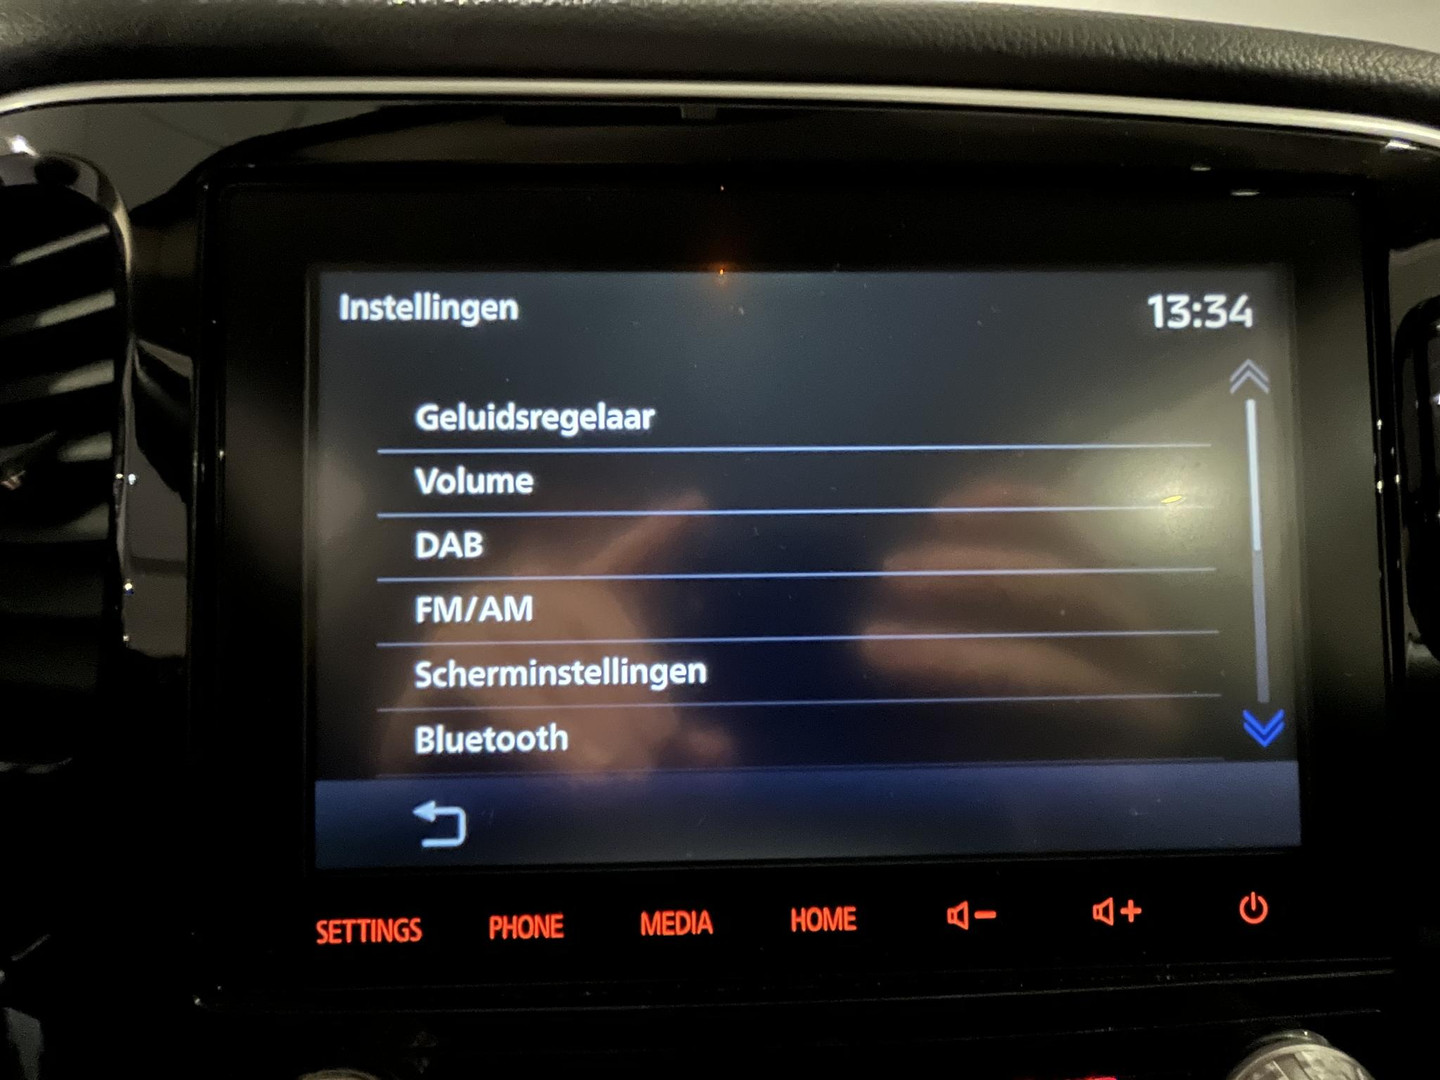 Instellingen
13:34
Geluidsregelaar
Volume
DAB
FM/AM
Scherminstellingen
Bluetooth
SETTINGS PHONE MEDIA HOME - +